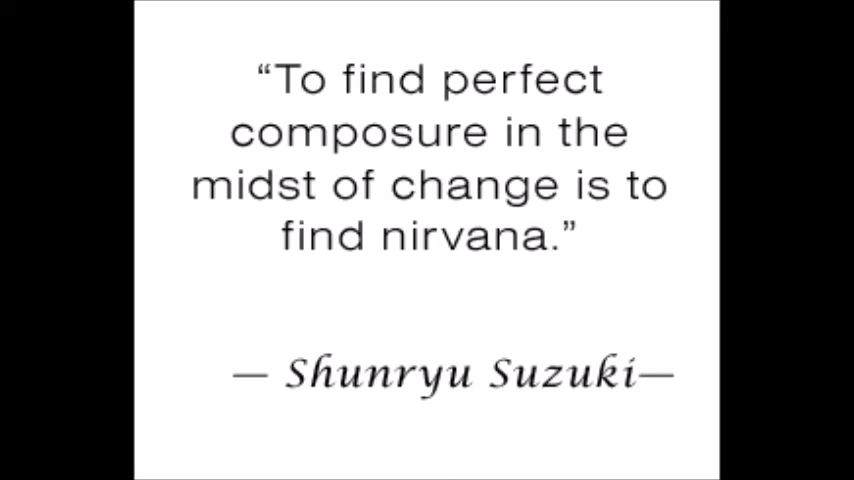 “To find perfect
composure in the
midst of change is to
find nirvana.”
— Shunryu Suzuki—